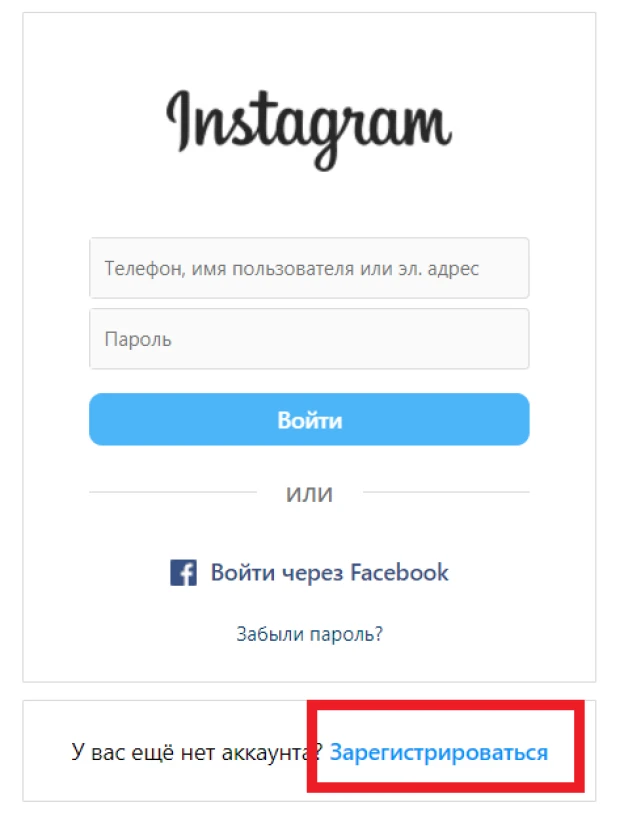 Instagram
Телефон, имя пользователя или эл. адрес
Пароль
Войти
ИЛИ
Войти через Facebook
Забыли пароль?
У вас ещё нет аккаунта? Зарегистрироваться